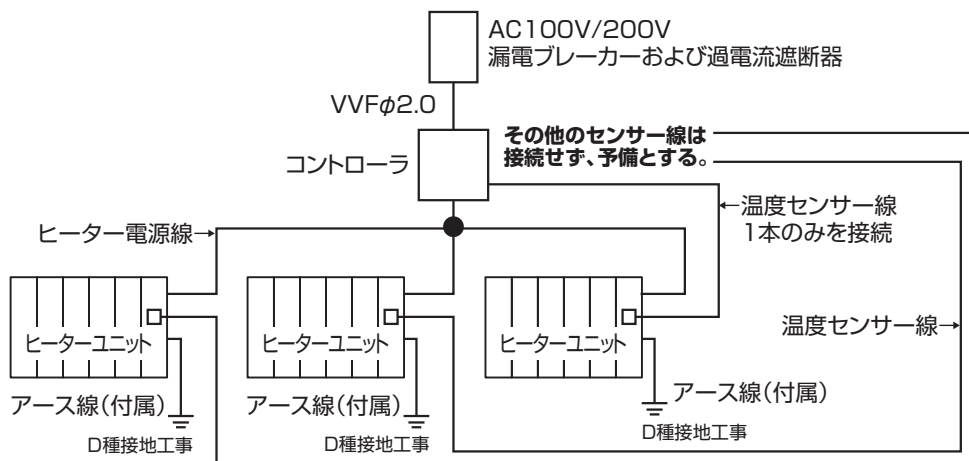 AC100V/200V
漏電ブレーカーおよび過電流遮断器
VVFφ2.0
その他のセンサー線は
接続せず、予備とする。
コントローラ
温度センサー線
1本のみを接続
ヒーター電源線
ヒーターユニット
ヒーターユニット
ヒーターユニット
温度センサー線
アース線(付属)
アース線(付属)
アース線(付属)
D種接地工事
D種接地工事
D種接地工事